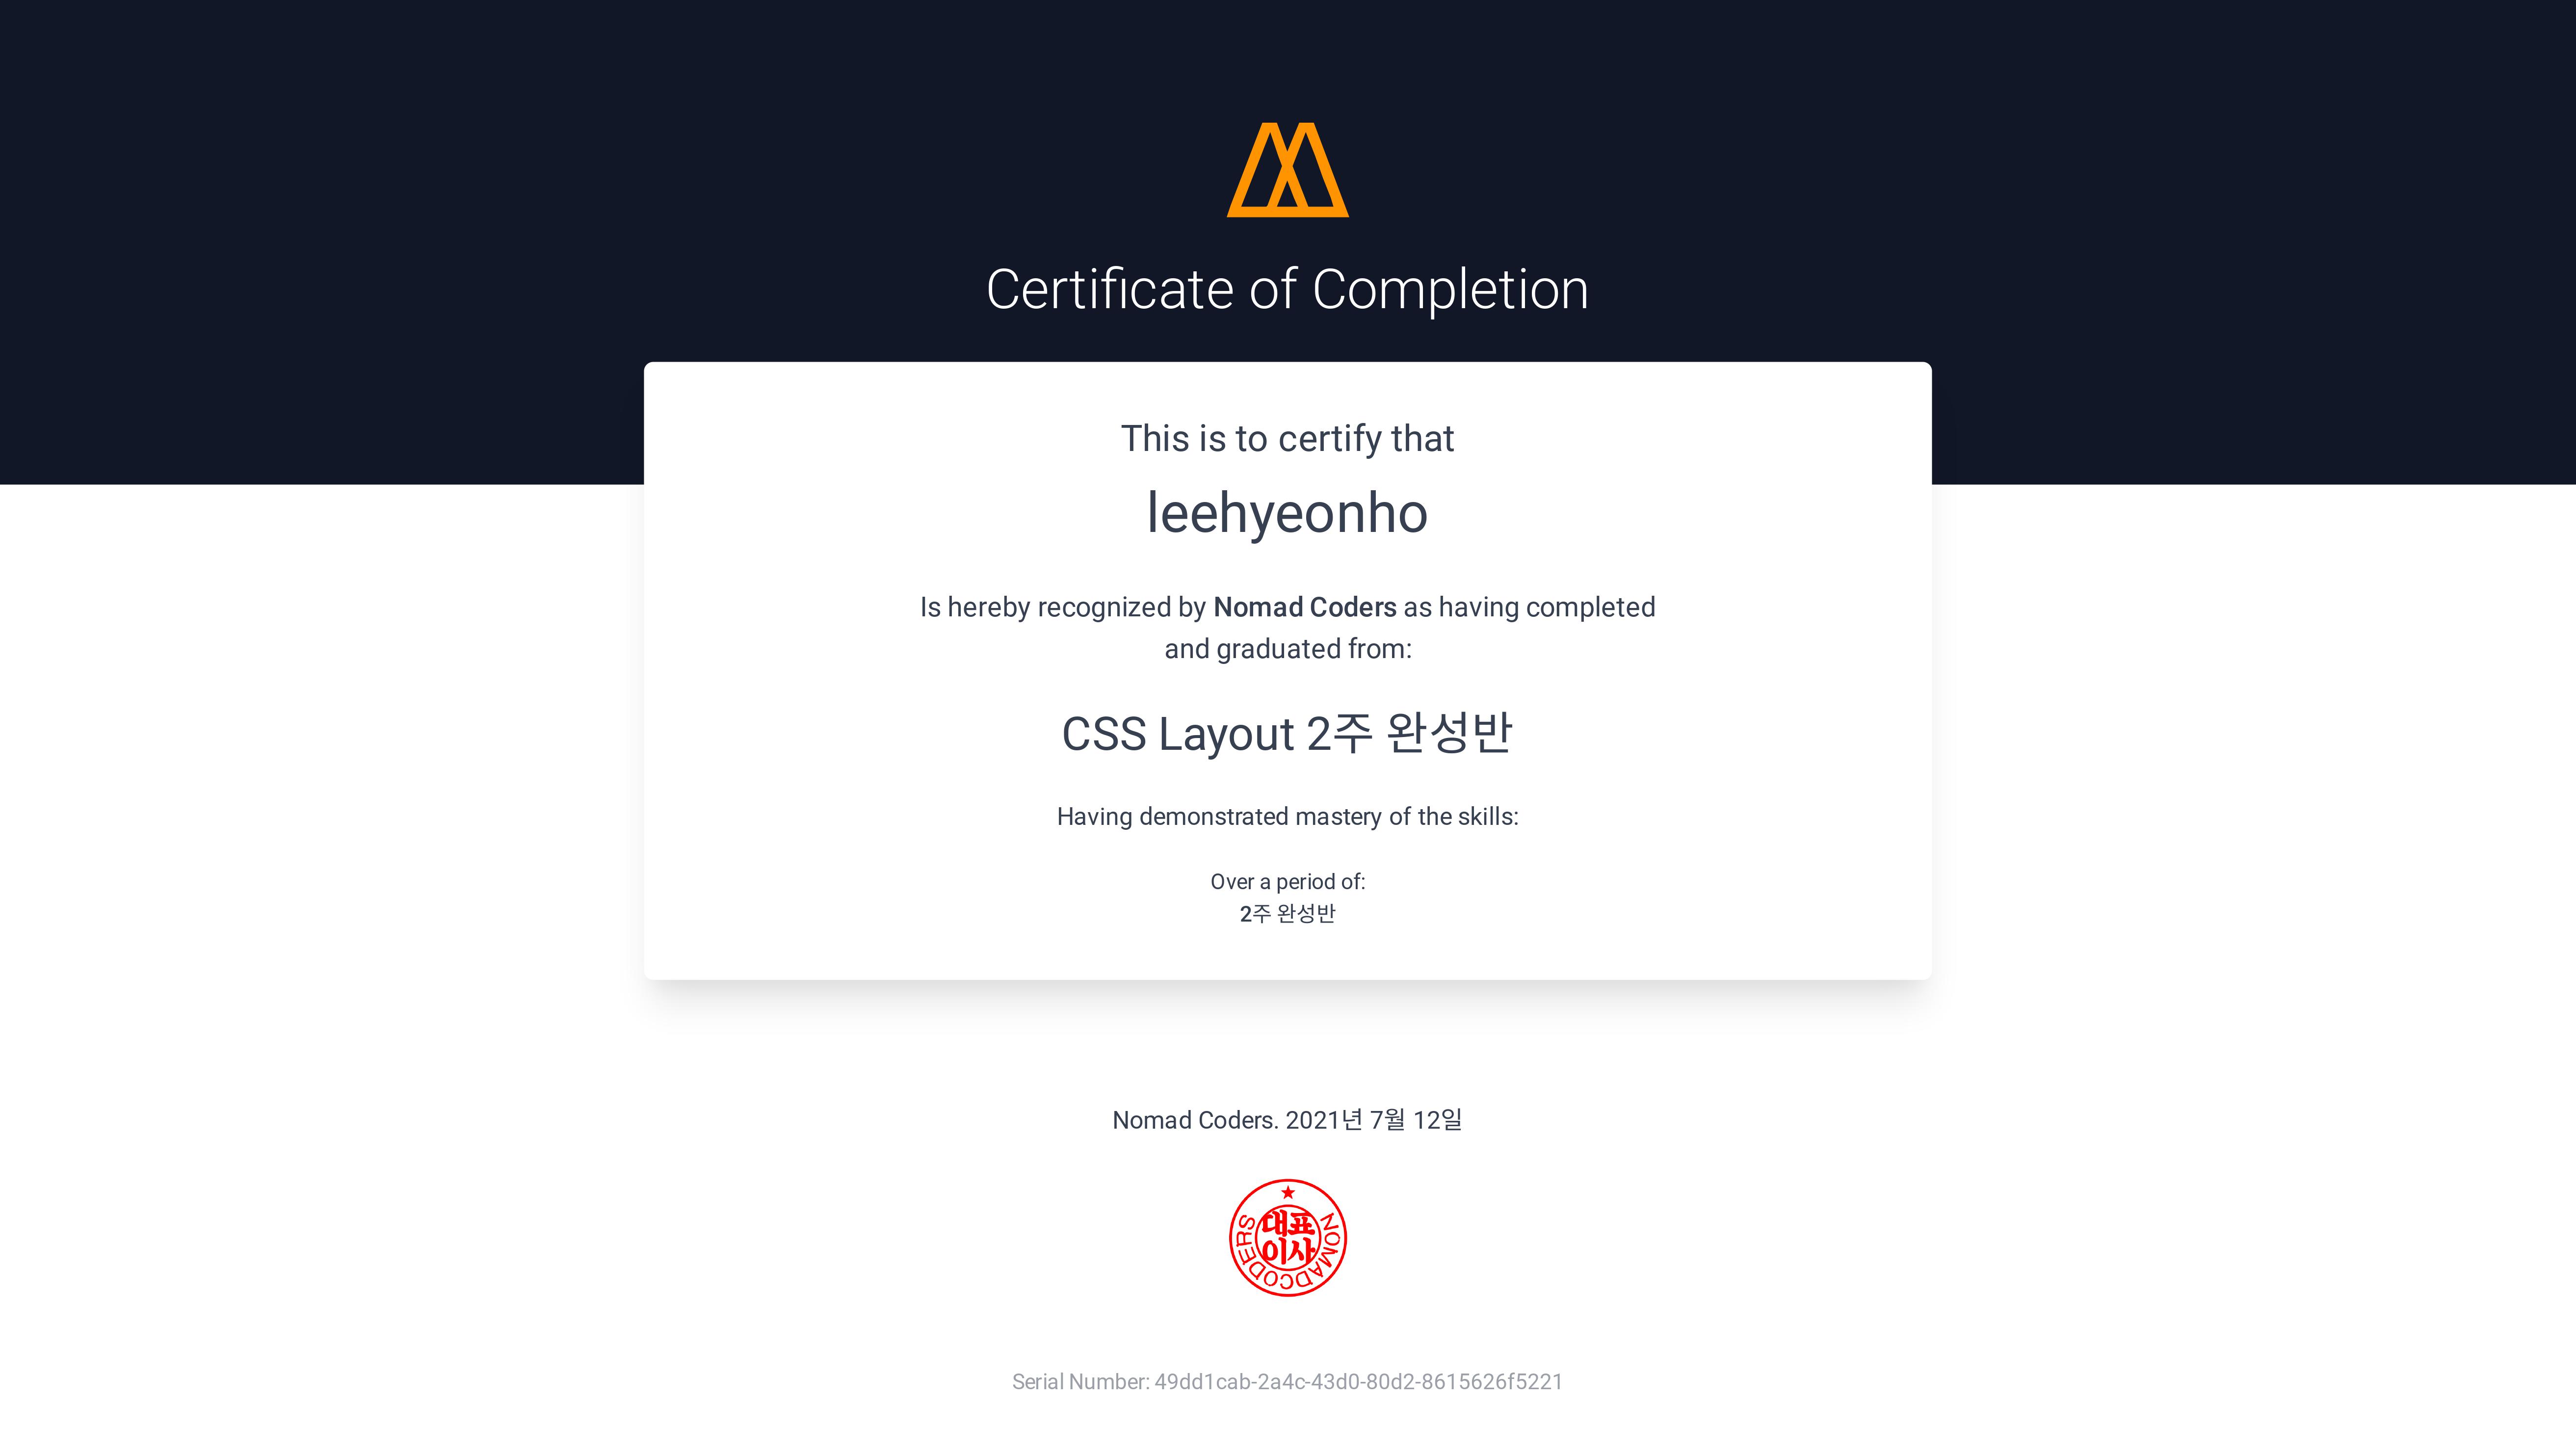 Certificate of Completion
This is to certify that
leehyeonho
Is hereby recognized by Nomad Coders as having completed
and graduated from:
CSS Layout 2주 완성반
Having demonstrated mastery of the skills:
Over a period of:
2주 완성반
Nomad Coders. 2021년 7월 12일
대표
이사
NOMADCODERS
Serial Number: 49dd1cab-2a4c-43d0-80d2-8615626f5221